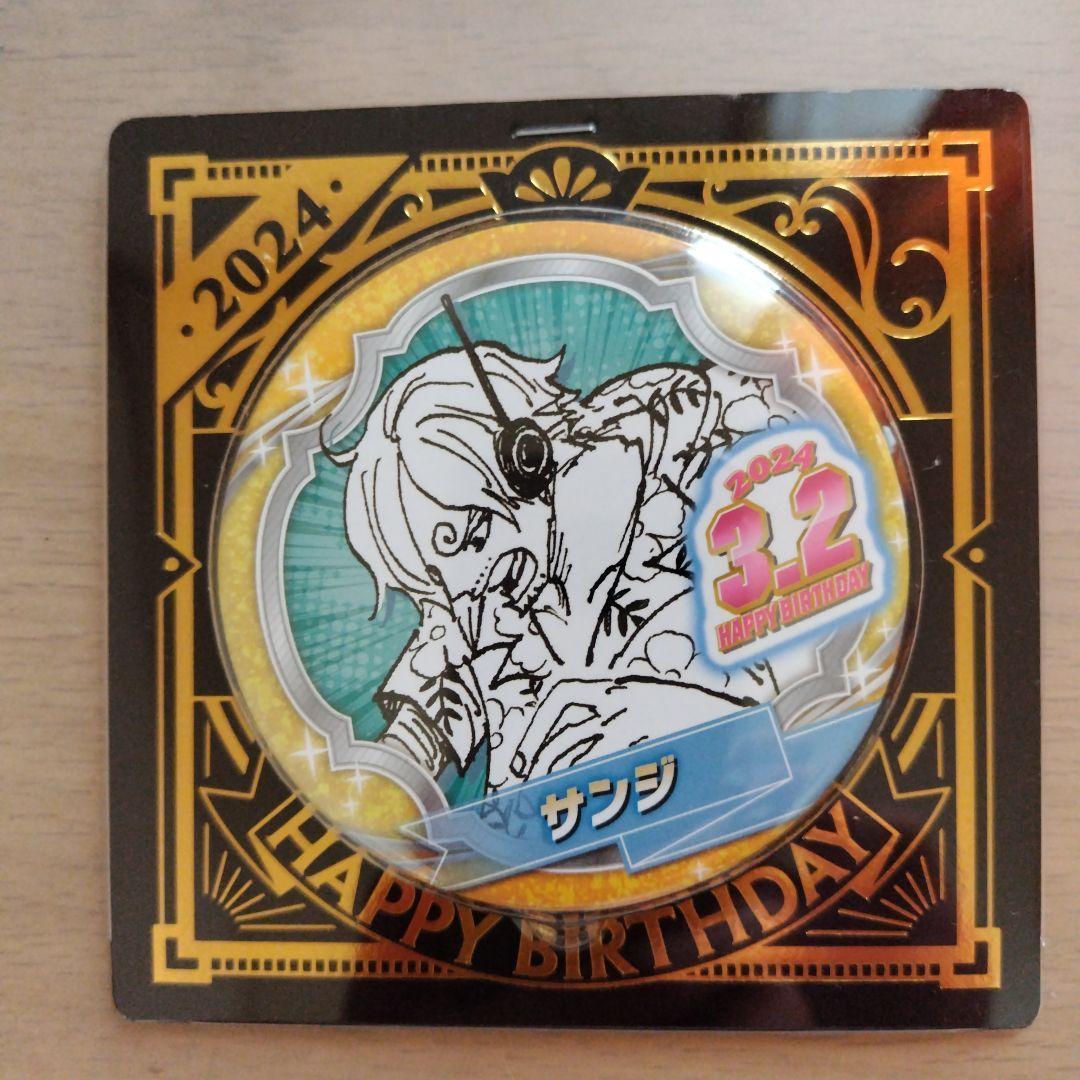 ·2024·
2024
3.2
HAPPY BIRTHDAY
サンジ
HAPPY BIRTHDAY